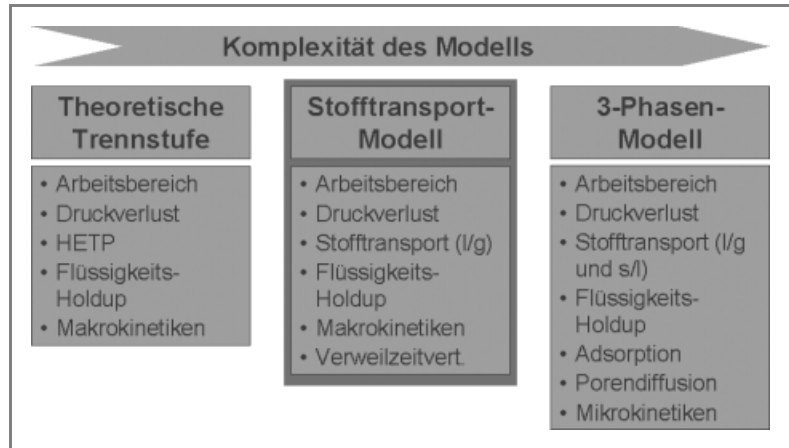 Komplexität des Modells
Theoretische
Trennstufe
• Arbeitsbereich
• Druckverlust
• HETP
• Flüssigkeits-
Holdup
• Makrokinetiken
Stofftransport-
Modell
• Arbeitsbereich
• Druckverlust
• Stofftransport (l/g)
• Flüssigkeits-
Holdup
• Makrokinetiken
• Verweilzeitvert.
3-Phasen-
Modell
• Arbeitsbereich
• Druckverlust
• Stofftransport (l/g
und s/l)
• Flüssigkeits-
Holdup
• Adsorption
• Porendiffusion
• Mikrokinetiken